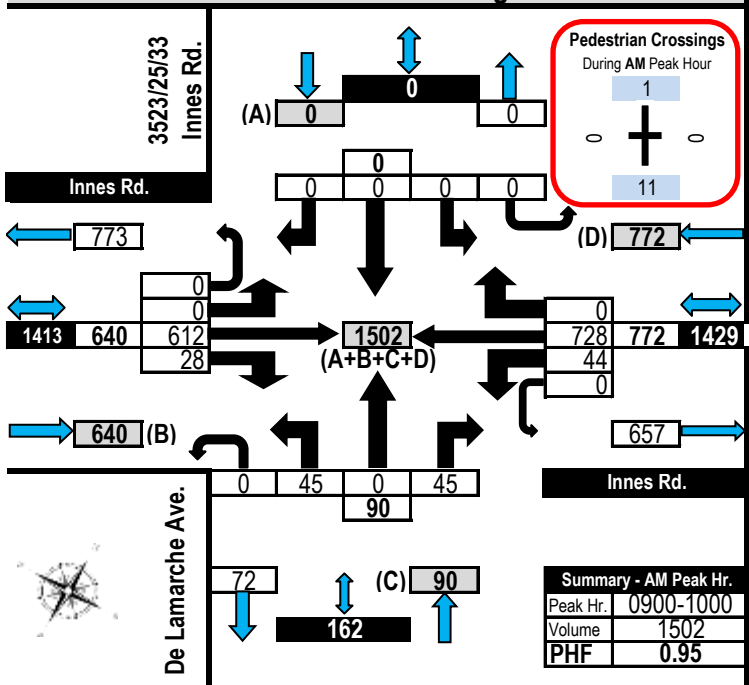 Pedestrian Crossings
During AM Peak Hour
1
0 0
11
3523/25/33
Innes Rd.
0
(A) 0 0
0
0 0 0 0
Innes Rd.
773
(D) 772
0
0
1413 640 612
28
1502
(A+B+C+D)
0
728 772 1429
44
0
640 (B)
657
0 45 0 45
90
Innes Rd.
De Lamarche Ave.
72
(C) 90
162
Summary - AM Peak Hr.
Peak Hr. 0900-1000
Volume 1502
PHF 0.95